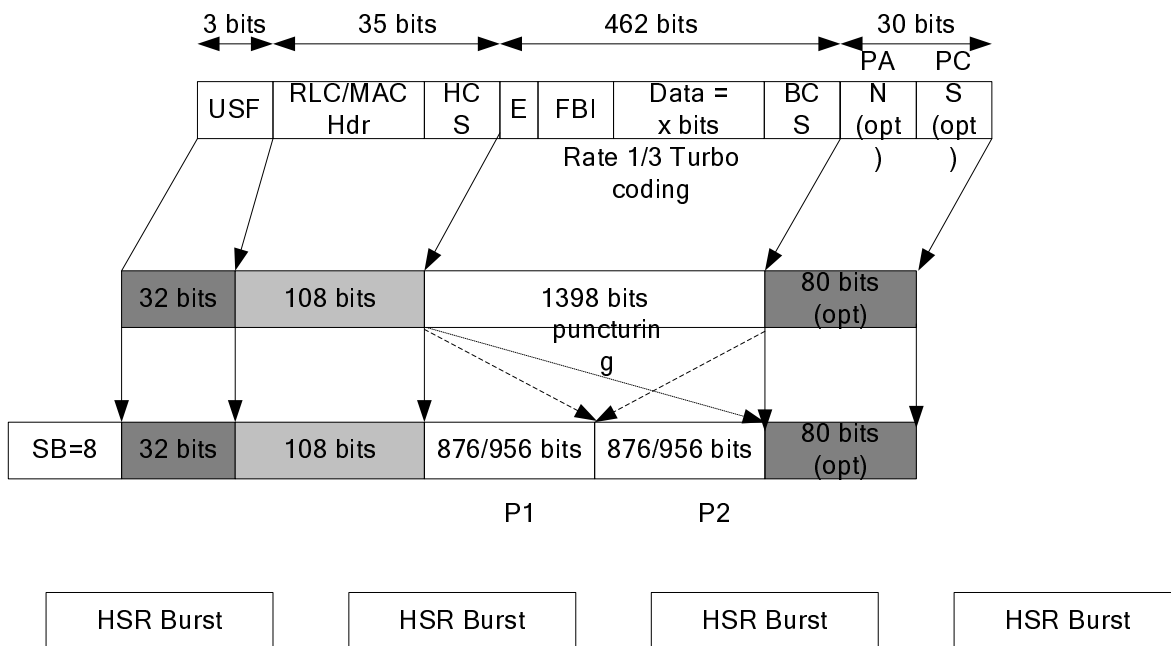 3 bits
35 bits
462 bits
30 bits
USF
RLC/MAC
Hdr
HC
S
E
FBI
Data =
x bits
BC
S
PA
N
(opt
)
PC
S
(opt
)
Rate 1/3 Turbo
coding
32 bits
108 bits
1398 bits
80 bits
(opt)
puncturin
g
SB=8
32 bits
108 bits
876/956 bits
876/956 bits
80 bits
(opt)
P1
P2
HSR Burst
HSR Burst
HSR Burst
HSR Burst